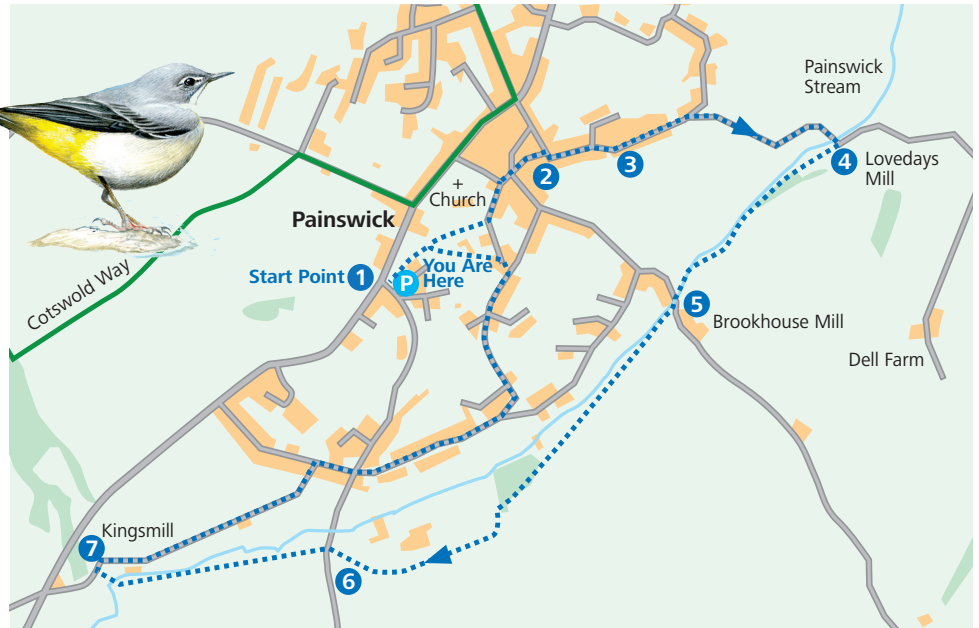 Painswick
Stream
2
3
4
Lovedays
Mill
+
Church
Painswick
Start Point 1
P
You Are
Here
Cotswold Way
5
Brookhouse Mill
Dell Farm
Kingsmill
7
6